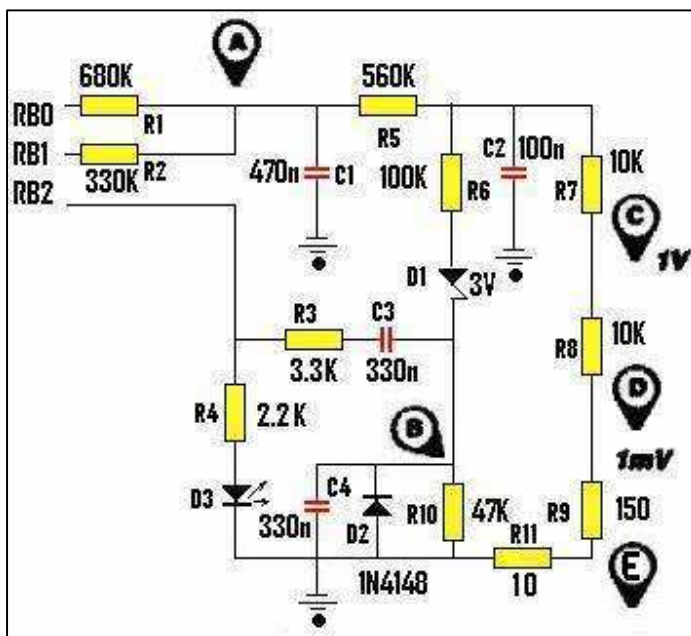 A
680K
560K
RB0
R1
RB1
R5
C2
100n
R2
330K
470n
C1
100K
R6
10K
R7
RB2
C
1V
D1
3V
R3
C3
3.3K
330n
R8
10K
R4
2.2K
D
B
1mV
D3
C4
330n
D2
R10
47K
R9
150
R11
1N4148
10
E